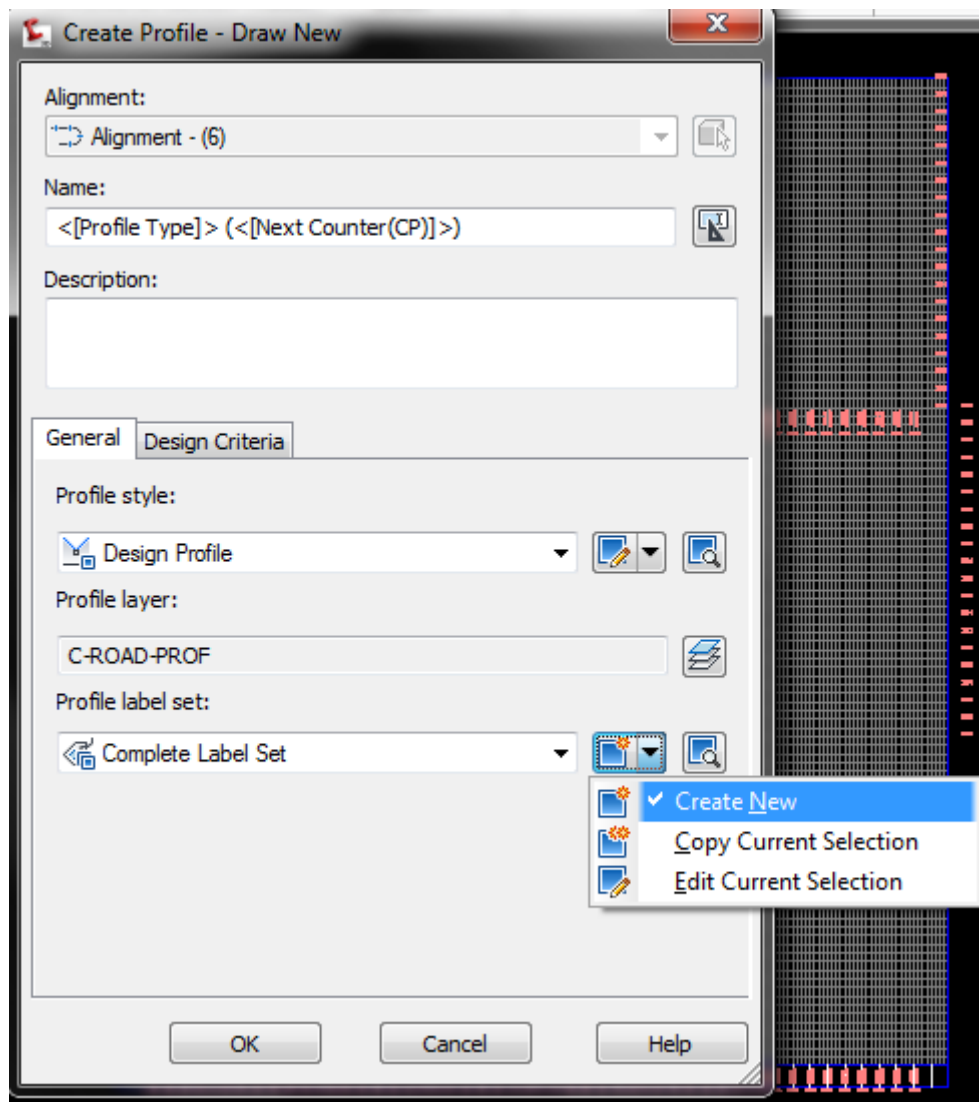 Create Profile - Draw New
Alignment:
Alignment - (6)
Name:
<[Profile Type]> (<[Next Counter(CP)]>)
Description:
General
Design Criteria
Profile style:
Design Profile
Profile layer:
C-ROAD-PROF
Profile label set:
Complete Label Set
Create New
Copy Current Selection
Edit Current Selection
OK
Cancel
Help